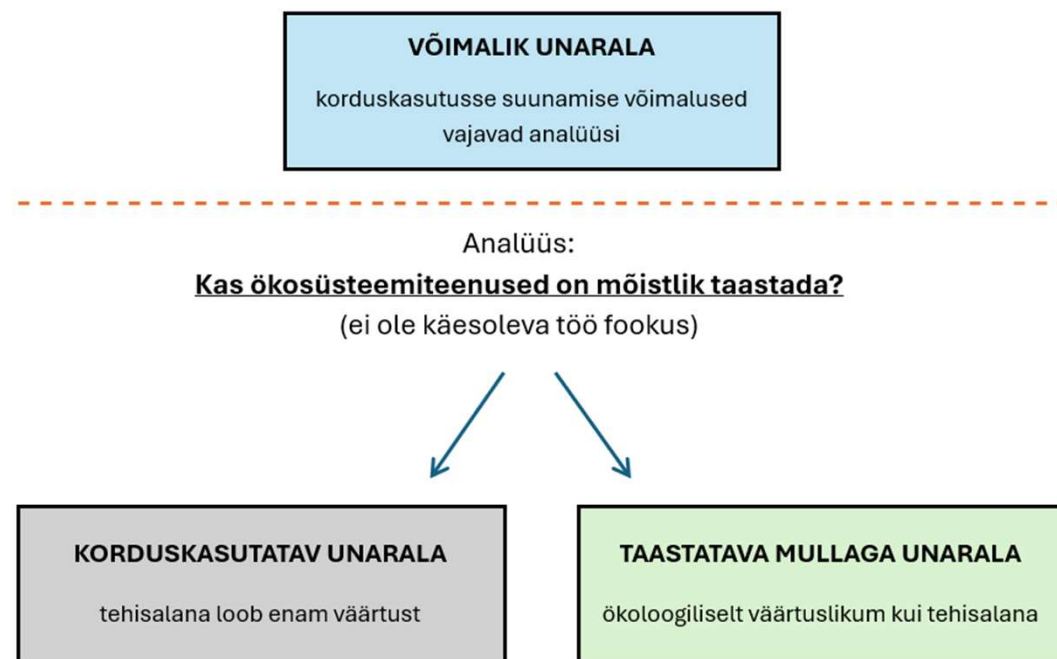 VÕIMALIK UNARALA
korduskasutusse suunamise võimalused
vajavad analüüsi
Analüüs:
Kas ökosüsteemiteenused on mõistlik taastada?
(ei ole käesoleva töö fookus)
KORDUSKASUTATAV UNARALA
tehisalana loob enam väärtust
TAASTATAVA MULLAGA UNARALA
ökoloogiliselt väärtuslikum kui tehisalana